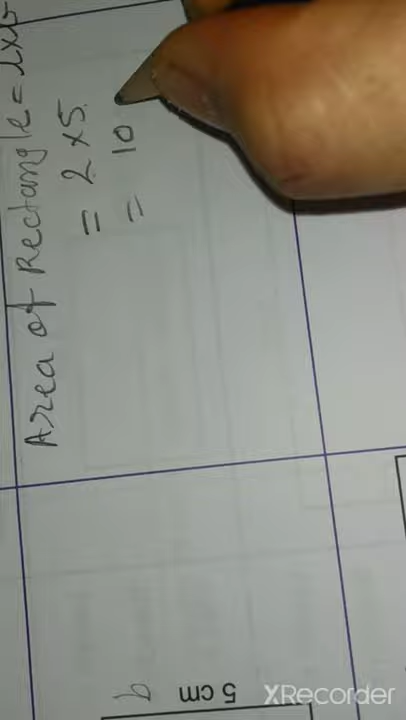 Area of Rectangle = l x b
= 2 x 5
= 10
b
5 cm
XRecorder